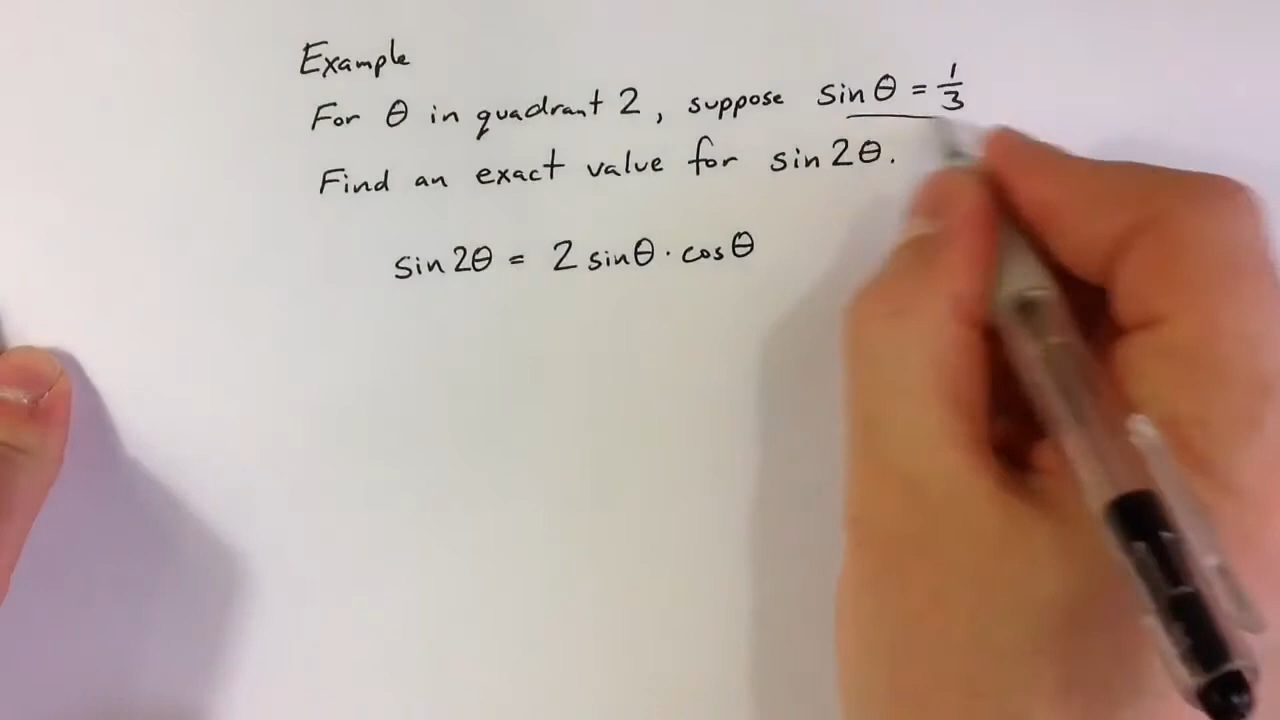 Example
For θ in quadrant 2, suppose sin θ = 1/3
Find an exact value for sin 2θ.
sin 2θ = 2 sin θ · cos θ